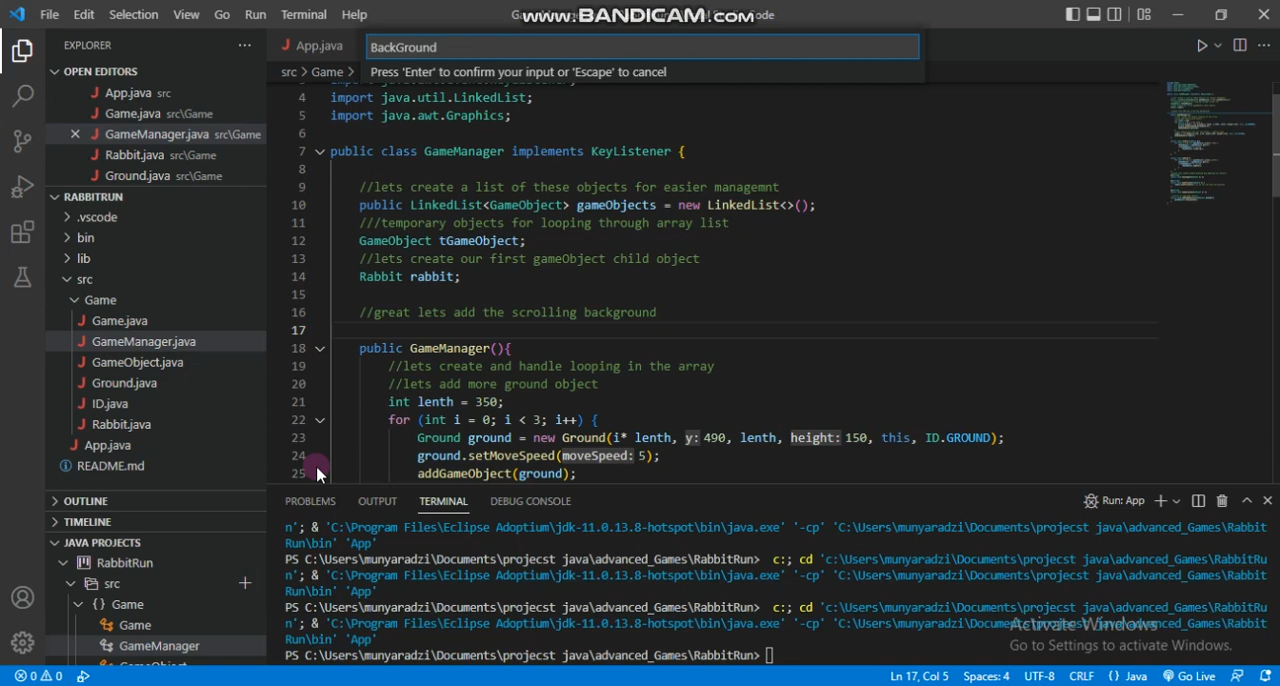 File Edit Selection View Go Run Terminal Help
www.BANDICAM.com
Code
EXPLORER
App.java
BackGround
OPEN EDITORS
src > Game >
Press 'Enter' to confirm your input or 'Escape' to cancel
App.java src
Game.java src\Game
GameManager.java src\Game
Rabbit.java src\Game
Ground.java src\Game
RABBITRUN
.vscode
bin
lib
src
Game
Game.java
GameManager.java
GameObject.java
Ground.java
ID.java
Rabbit.java
App.java
README.md
OUTLINE
TIMELINE
JAVA PROJECTS
RabbitRun
src
Game
Game
GameManager
GameObject
4 import java.util.LinkedList;
5 import java.awt.Graphics;
6
7 public class GameManager implements KeyListener {
8
9 //lets create a list of these objects for easier managemnt
10 public LinkedList<GameObject> gameObjects = new LinkedList<>();
11 ///temporary objects for looping through array list
12 GameObject tGameObject;
13 //lets create our first gameObject child object
14 Rabbit rabbit;
15
16 //great lets add the scrolling background
17
18 public GameManager(){
19 //lets create and handle looping in the array
20 //lets add more ground object
21 int lenth = 350;
22 for (int i = 0; i < 3; i++) {
23 Ground ground = new Ground(i* lenth, y: 490, lenth, height: 150, this, ID.GROUND);
24 ground.setMoveSpeed(moveSpeed: 5);
25 addGameObject(ground);
PROBLEMS OUTPUT TERMINAL DEBUG CONSOLE Run: App
n'; & 'C:\Program Files\Eclipse Adoptium\jdk-11.0.13.8-hotspot\bin\java.exe' '-cp' 'C:\Users\munyaradzi\Documents\projecst java\advanced_Games\Rabbit
Run\bin' 'App'
PS C:\Users\munyaradzi\Documents\projecst java\advanced_Games\RabbitRun> c:; cd 'c:\Users\munyaradzi\Documents\projecst java\advanced_Games\RabbitRu
n'; & 'C:\Program Files\Eclipse Adoptium\jdk-11.0.13.8-hotspot\bin\java.exe' '-cp' 'C:\Users\munyaradzi\Documents\projecst java\advanced_Games\Rabbit
Run\bin' 'App'
PS C:\Users\munyaradzi\Documents\projecst java\advanced_Games\RabbitRun> c:; cd 'c:\Users\munyaradzi\Documents\projecst java\advanced_Games\RabbitRu
n'; & 'C:\Program Files\Eclipse Adoptium\jdk-11.0.13.8-hotspot\bin\java.exe' '-cp' 'C:\Users\munyaradzi\Documents\projecst java\advanced_Games\Rabbit
Run\bin' 'App'
PS C:\Users\munyaradzi\Documents\projecst java\advanced_Games\RabbitRun>
Activate Windows
Go to Settings to activate Windows.
0 0 Ln 17, Col 5 Spaces: 4 UTF-8 CRLF {} Java Go Live